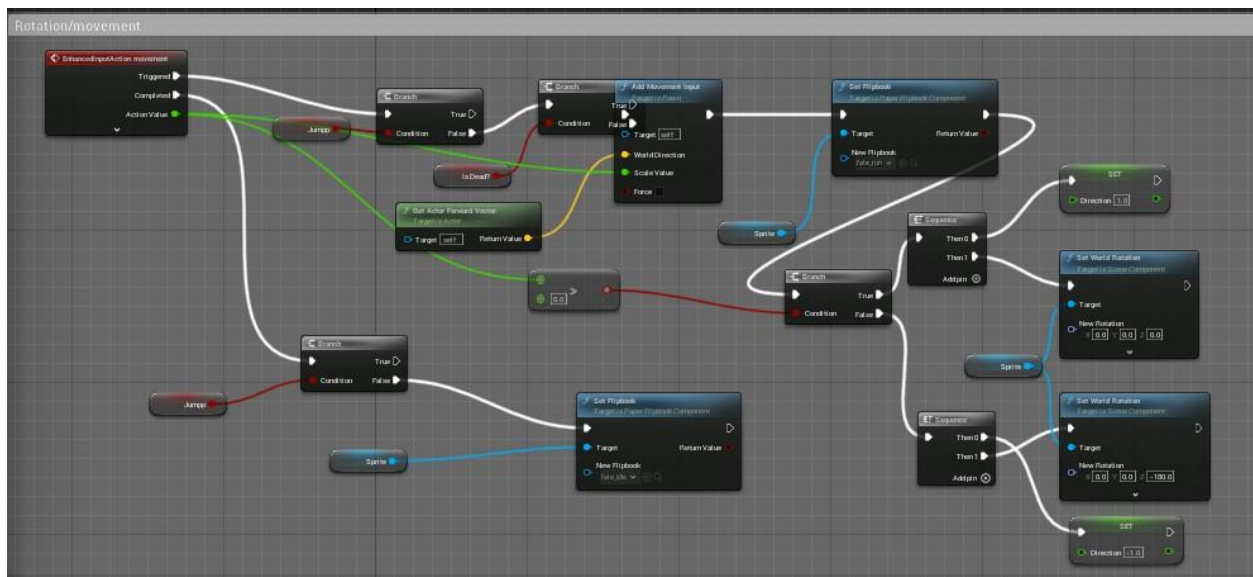 Rotation/movement
EnhancedInputAction movement
Triggered
Completed
Action Value
Jumpp
Branch
True
Condition
False
Branch
True
Condition
False
IsDead?
Add Movement Input
Target is Pawn
Target self
World Direction
Scale Value
Force
Get Actor Forward Vector
Target is Actor
Target self
Return Value
Set Flipbook
Target is Paper Flipbook Component
Target
Return Value
New Flipbook
fata_run
Sprite
0.0 >
Branch
True
Condition
False
Sequence
Then 0
Then 1
Add pin
SET
Direction 1.0
Set World Rotation
Target is Scene Component
Target
New Rotation
X 0.0 Y 0.0 Z 0.0
Sprite
Branch
True
Condition
False
Jumpp
Sprite
Set Flipbook
Target is Paper Flipbook Component
Target
Return Value
New Flipbook
Sequence
Then 0
Then 1
Add pin
Set World Rotation
Target is Scene Component
Target
New Rotation
X 0.0 Y 0.0 Z -180.0
SET
Direction -1.0